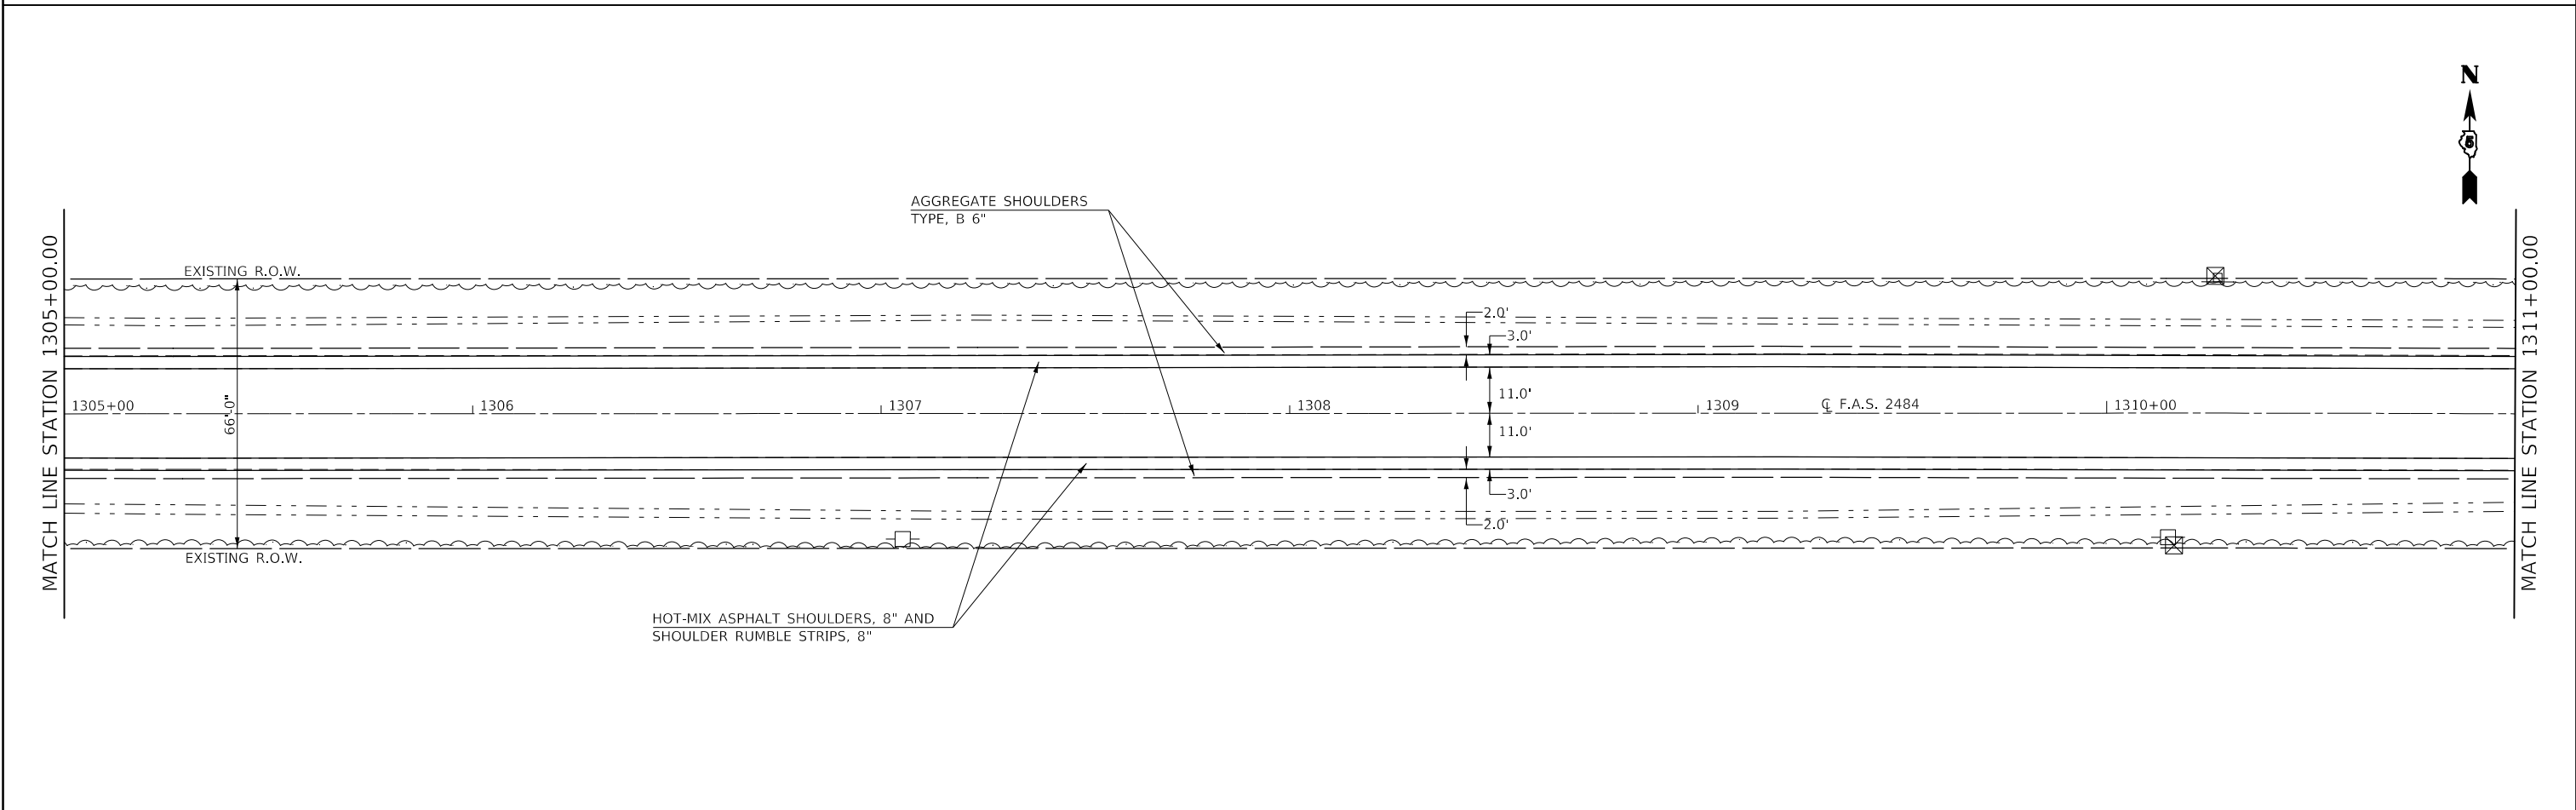 N
5
AGGREGATE SHOULDERS
TYPE, B 6"
MATCH LINE STATION 1305+00.00
MATCH LINE STATION 1311+00.00
EXISTING R.O.W.
2.0'
3.0'
11.0'
1305+00
1306
1307
1308
1309
℄ F.A.S. 2484
1310+00
66'-0"
11.0'
3.0'
2.0'
EXISTING R.O.W.
HOT-MIX ASPHALT SHOULDERS, 8" AND
SHOULDER RUMBLE STRIPS, 8"